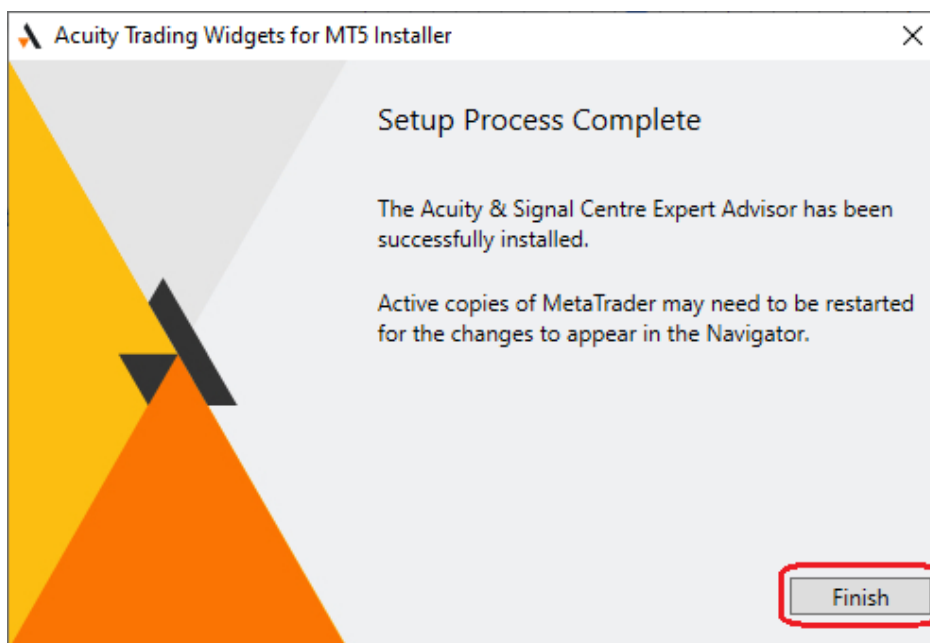 Acuity Trading Widgets for MT5 Installer
Setup Process Complete
The Acuity & Signal Centre Expert Advisor has been
successfully installed.
Active copies of MetaTrader may need to be restarted
for the changes to appear in the Navigator.
Finish